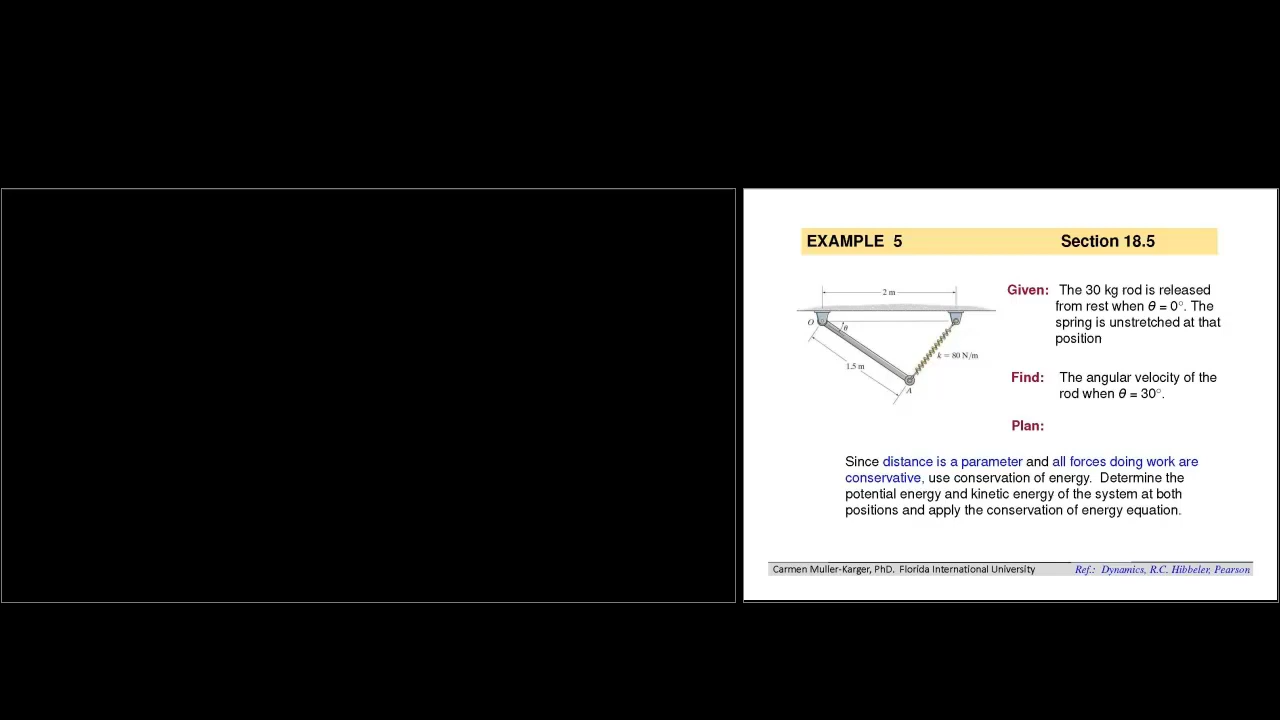 EXAMPLE 5 Section 18.5
2 m
O
θ
k = 80 N/m
1.5 m
A
Given: The 30 kg rod is released
from rest when θ = 0°. The
spring is unstretched at that
position
Find: The angular velocity of the
rod when θ = 30°.
Plan:
Since distance is a parameter and all forces doing work are
conservative, use conservation of energy. Determine the
potential energy and kinetic energy of the system at both
positions and apply the conservation of energy equation.
Carmen Muller-Karger, PhD. Florida International University Ref.: Dynamics, R.C. Hibbeler, Pearson